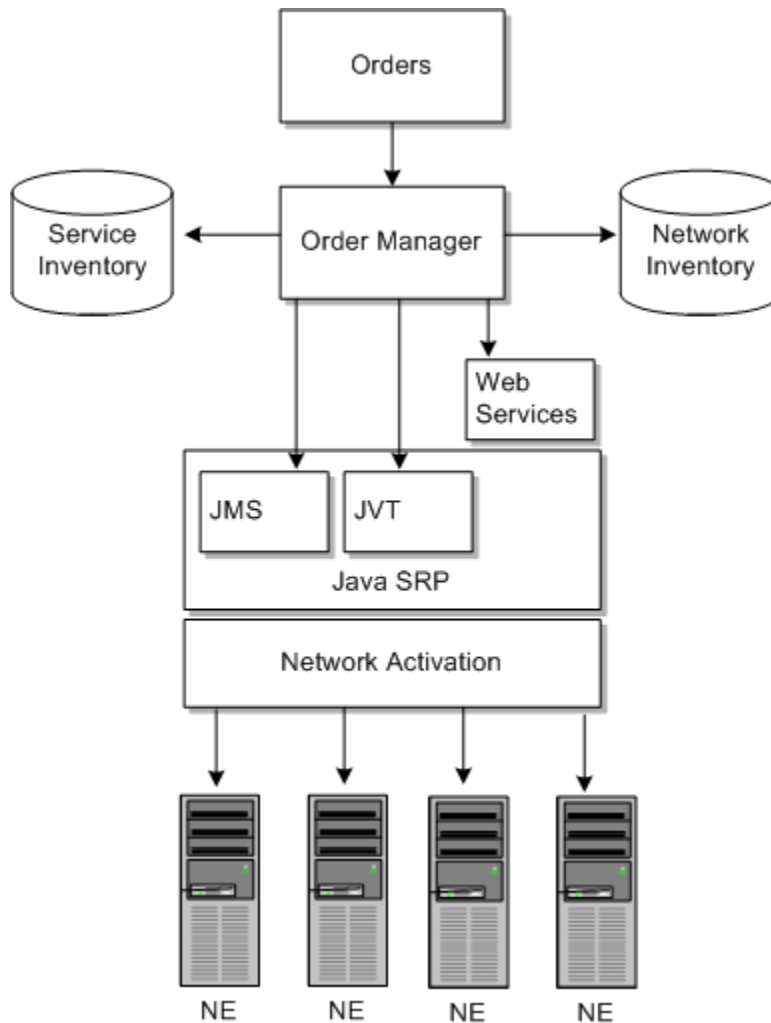 Orders
Service
Inventory
Order Manager
Network
Inventory
Web
Services
JMS
JVT
Java SRP
Network Activation
NE
NE
NE
NE